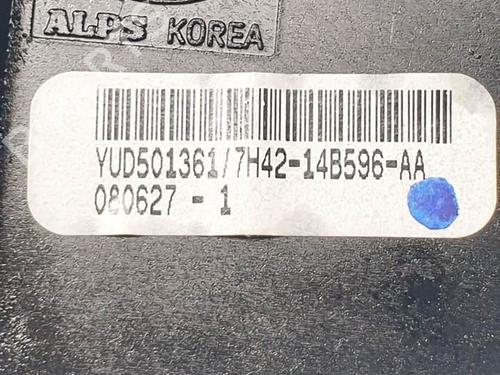 ALPS KOREA
YUD501361/7H42-14B596-AA
080627 - 1